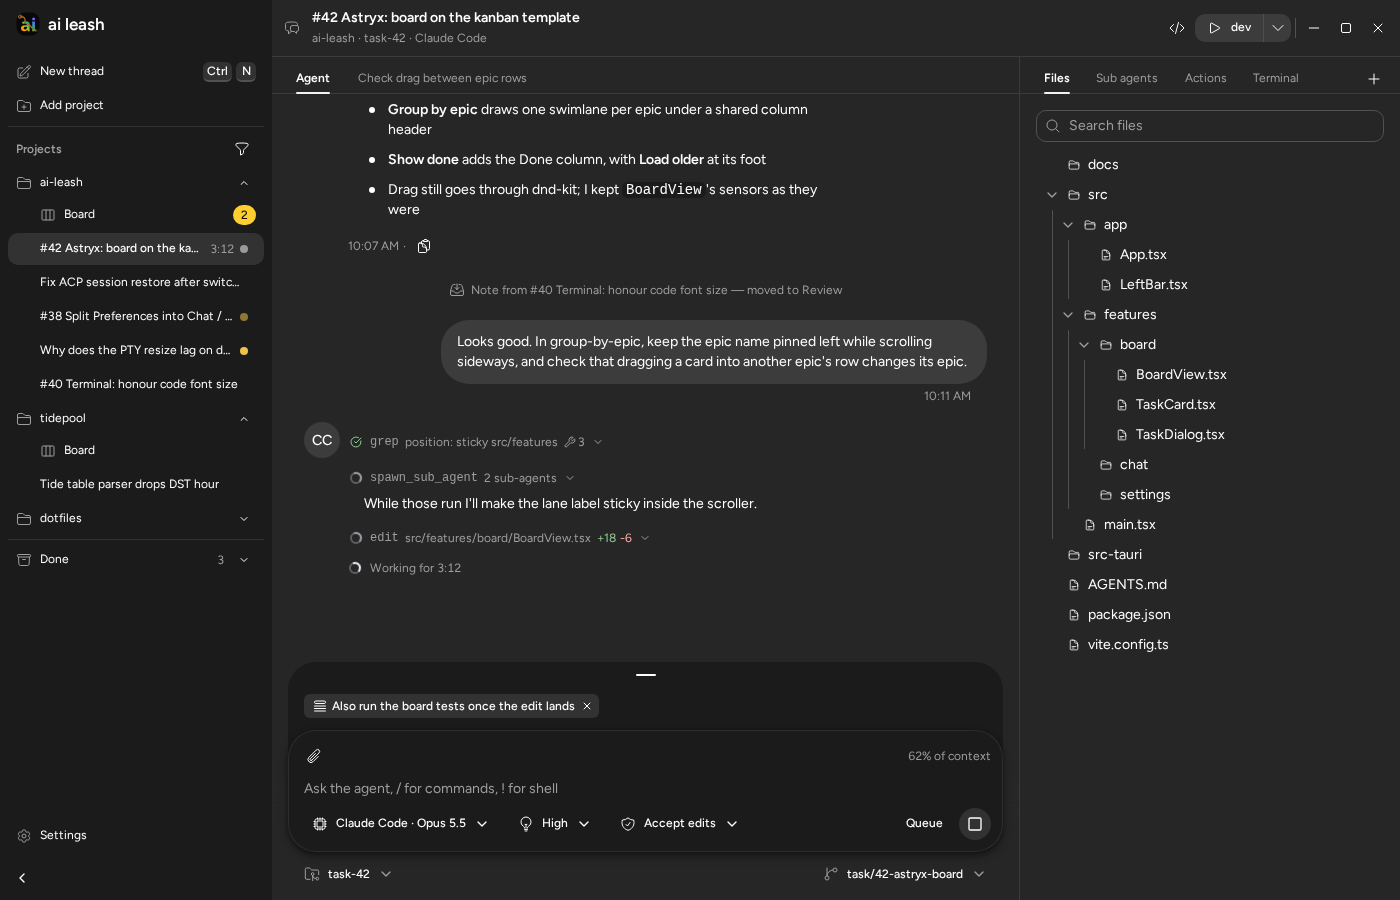 ai leash
New thread
Ctrl N
Add project
Projects
ai-leash
Board
2
#42 Astryx: board on the ka...
3:12
Fix ACP session restore after switc...
#38 Split Preferences into Chat / ...
Why does the PTY resize lag on d...
#40 Terminal: honour code font size
tidepool
Board
Tide table parser drops DST hour
dotfiles
Done
3
Settings
#42 Astryx: board on the kanban template
ai-leash · task-42 · Claude Code
dev
Agent
Check drag between epic rows
Group by epic draws one swimlane per epic under a shared column
header
Show done adds the Done column, with Load older at its foot
Drag still goes through dnd-kit; I kept BoardView's sensors as they
were
10:07 AM ·
Note from #40 Terminal: honour code font size — moved to Review
Looks good. In group-by-epic, keep the epic name pinned left while scrolling
sideways, and check that dragging a card into another epic's row changes its epic.
10:11 AM
CC
grep position: sticky src/features 3
spawn_sub_agent 2 sub-agents
While those run I'll make the lane label sticky inside the scroller.
edit src/features/board/BoardView.tsx +18 -6
Working for 3:12
Also run the board tests once the edit lands
62% of context
Ask the agent, / for commands, ! for shell
Claude Code · Opus 5.5
High
Accept edits
Queue
task-42
task/42-astryx-board
Files
Sub agents
Actions
Terminal
Search files
docs
src
app
App.tsx
LeftBar.tsx
features
board
BoardView.tsx
TaskCard.tsx
TaskDialog.tsx
chat
settings
main.tsx
src-tauri
AGENTS.md
package.json
vite.config.ts